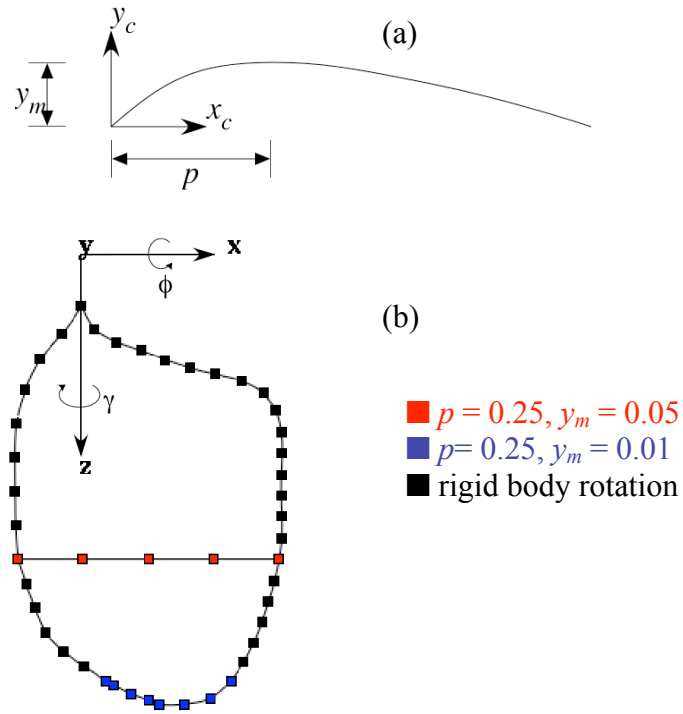 y_c
(a)
y_m
x_c
p
y
x
ϕ
(b)
γ
z
p = 0.25, y_m = 0.05
p= 0.25, y_m = 0.01
rigid body rotation